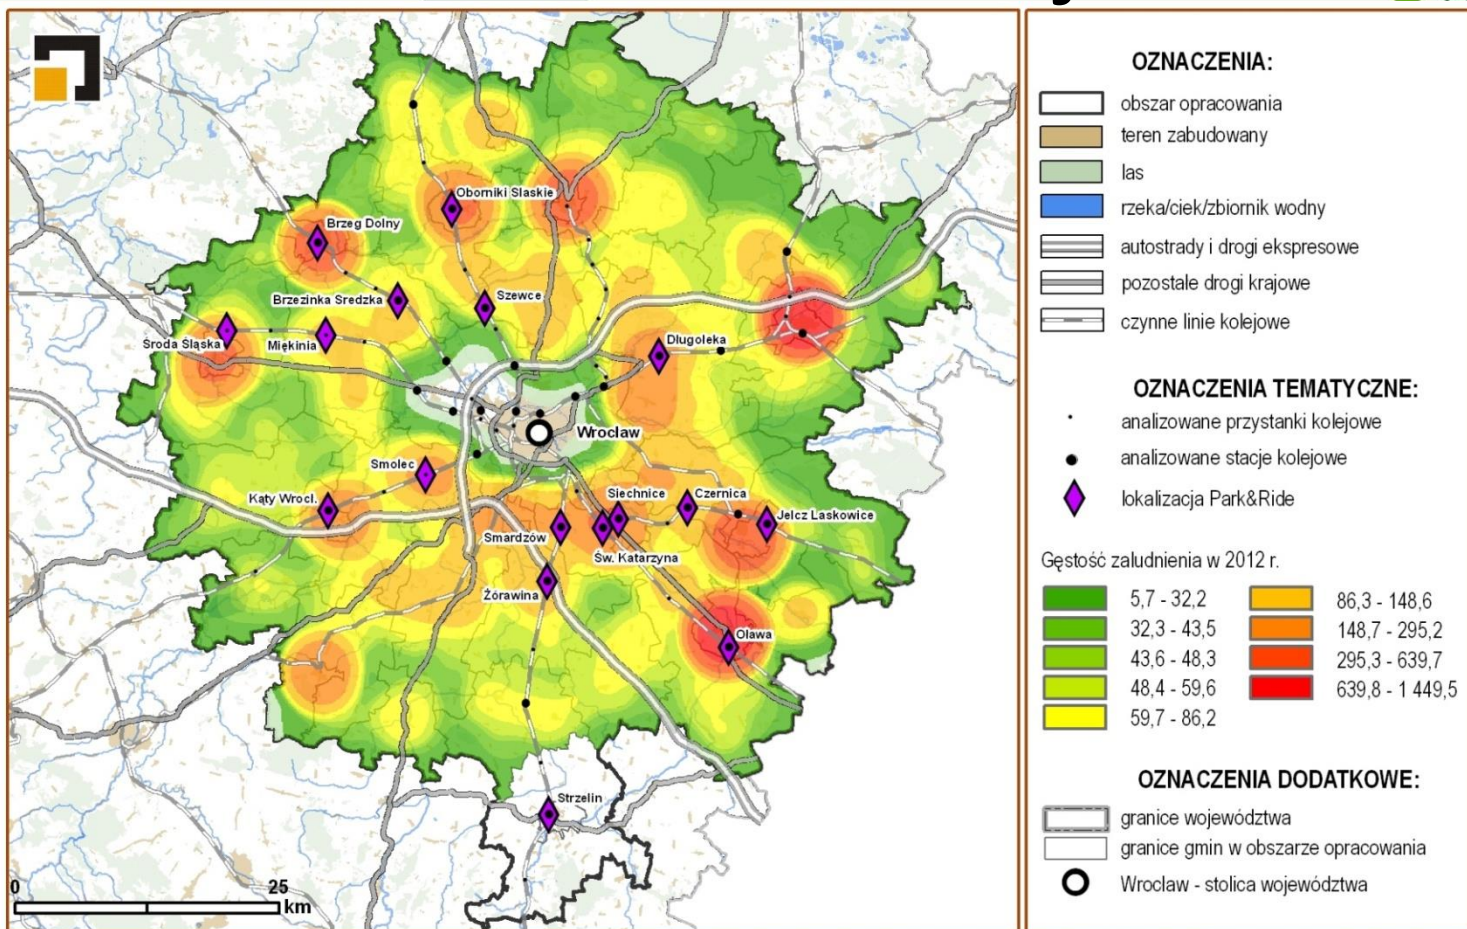 Oborniki Slaskie
Brzeg Dolny
Brzezinka Sredzka
Szewce
Środa Śląska
Miękinia
Dlugoleka
Wroclaw
Smolec
Kąty Wrocł.
Siechnice
Czernica
Jelcz Laskowice
Smardzów
Św. Katarzyna
Żórawina
Olawa
Strzelin
0
25
km
OZNACZENIA:
obszar opracowania
teren zabudowany
las
rzeka/ciek/zbiornik wodny
autostrady i drogi ekspresowe
pozostałe drogi krajowe
czynne linie kolejowe
OZNACZENIA TEMATYCZNE:
analizowane przystanki kolejowe
analizowane stacje kolejowe
lokalizacja Park&Ride
Gęstość zaludnienia w 2012 r.
5,7 - 32,2
32,3 - 43,5
43,6 - 48,3
48,4 - 59,6
59,7 - 86,2
86,3 - 148,6
148,7 - 295,2
295,3 - 639,7
639,8 - 1 449,5
OZNACZENIA DODATKOWE:
granice województwa
granice gmin w obszarze opracowania
Wrocław - stolica województwa